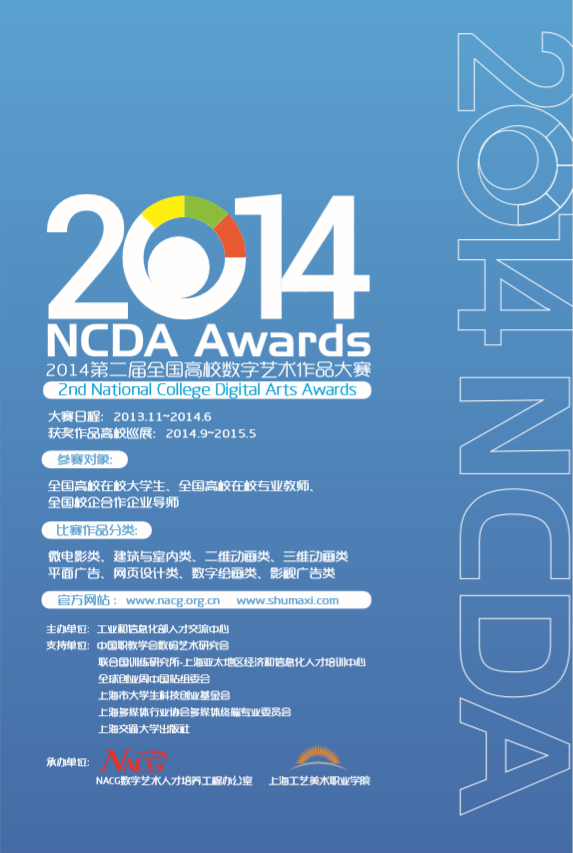 2014
NCDA Awards
2014第二届全国高校数字艺术作品大赛
2nd National College Digital Arts Awards
大赛日程: 2013.11~2014.6
获奖作品高校巡展: 2014.9~2015.5
参赛对象:
全国高校在校大学生、全国高校在校专业教师、
全国校企合作企业导师
比赛作品分类:
微电影类、建筑与室内类、二维动画类、三维动画类
平面广告、网页设计类、数字绘画类、影视广告类
官方网站: www.nacg.org.cn www.shumaxi.com
主办单位: 工业和信息化部人才交流中心
支持单位: 中国职教学会数码艺术研究会
联合国训练研究所-上海亚太地区经济和信息化人才培训中心
全球创业周中国站组委会
上海市大学生科技创业基金会
上海多媒体行业协会多媒体终端专业委员会
上海交通大学出版社
承办单位: NACG
NACG数字艺术人才培养工程办公室 上海工艺美术职业学院
2014 NCDA